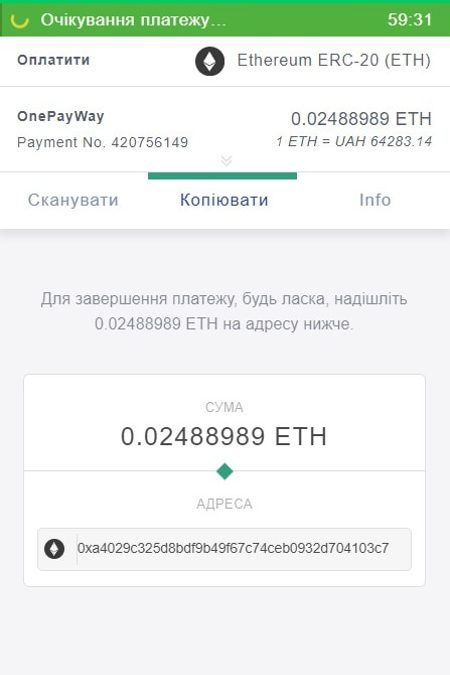 Очікування платежу... 59:31
Оплатити Ethereum ERC-20 (ETH)
OnePayWay 0.02488989 ETH
Payment No. 420756149 1 ETH = UAH 64283.14
Сканувати Копіювати Info
Для завершення платежу, будь ласка, надішліть
0.02488989 ETH на адресу нижче.
СУМА
0.02488989 ETH
АДРЕСА
0xa4029c325d8bdf9b49f67c74ceb0932d704103c7